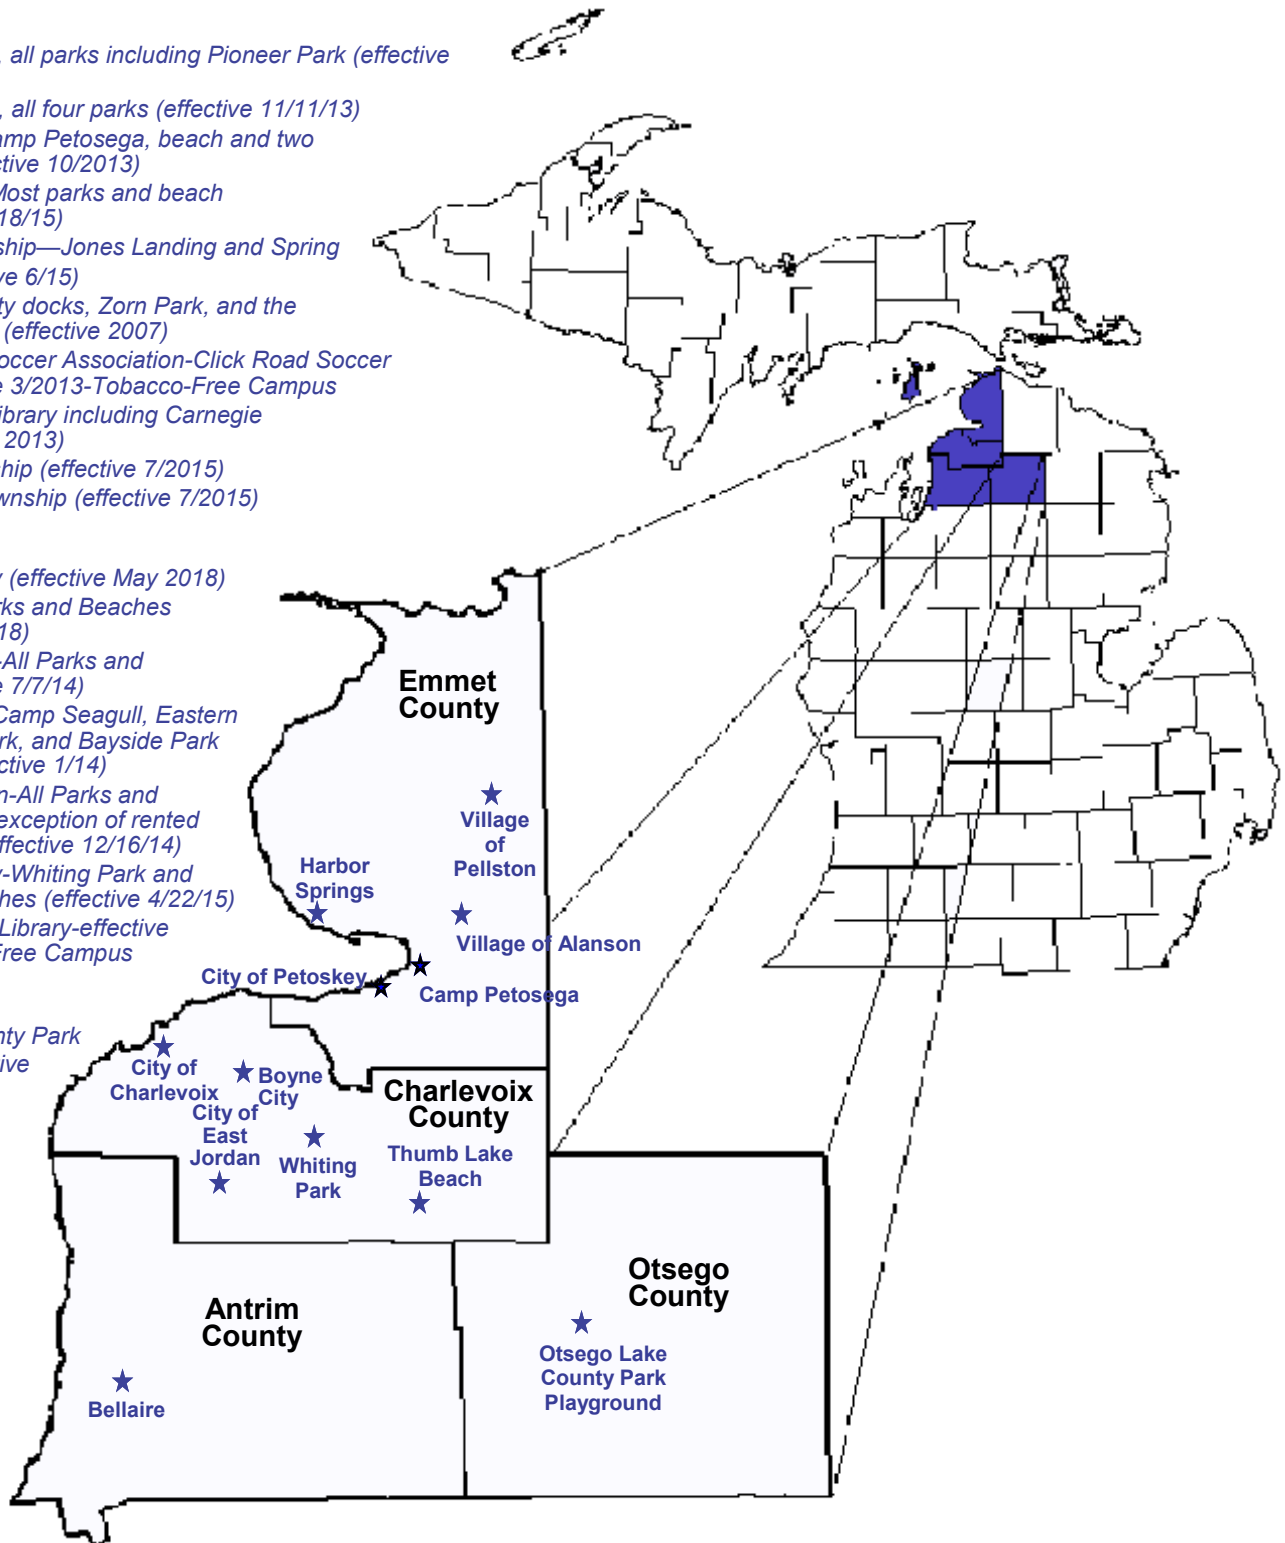 , all parks including Pioneer Park (effective
, all four parks (effective 11/11/13)
amp Petosega, beach and two
ctive 10/2013)
Most parks and beach
18/15)
ship—Jones Landing and Spring
ve 6/15)
ty docks, Zorn Park, and the
(effective 2007)
occer Association-Click Road Soccer
e 3/2013-Tobacco-Free Campus
ibrary including Carnegie
2013)
hip (effective 7/2015)
wnship (effective 7/2015)
y (effective May 2018)
rks and Beaches
18)
-All Parks and
e 7/7/14)
Camp Seagull, Eastern
rk, and Bayside Park
ctive 1/14)
n-All Parks and
exception of rented
ffective 12/16/14)
y-Whiting Park and
hes (effective 4/22/15)
Library-effective
Free Campus
nty Park
tive
Emmet
County
Village
of
Pellston
Harbor
Springs
Village of Alanson
City of Petoskey
Camp Petosega
City of
Charlevoix
Boyne
City
Charlevoix
County
City of
East
Jordan
Whiting
Park
Thumb Lake
Beach
Otsego
County
Antrim
County
Otsego Lake
County Park
Playground
Bellaire